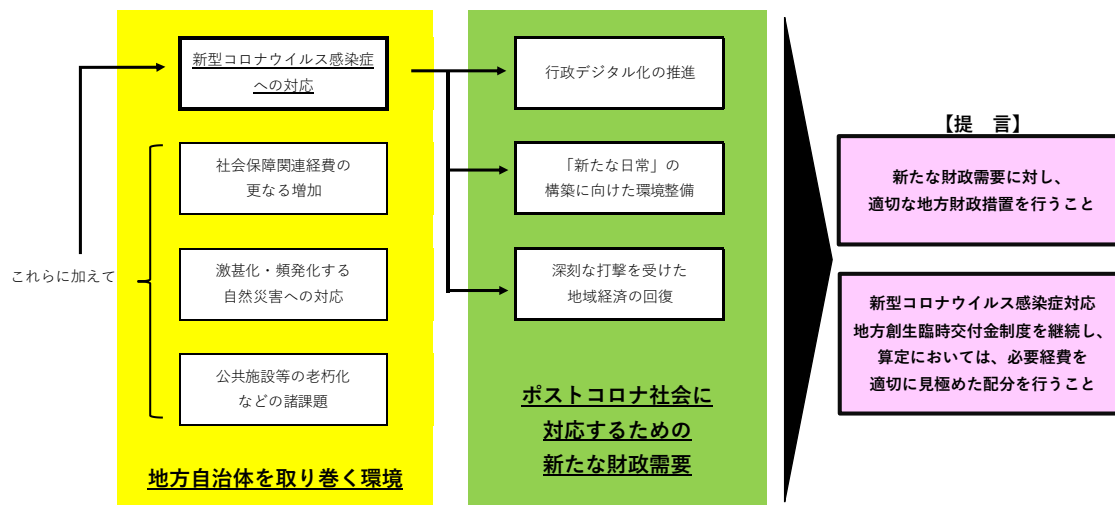 新型コロナウイルス感染症
への対応
社会保障関連経費の
更なる増加
これらに加えて
激甚化・頻発化する
自然災害への対応
公共施設等の老朽化
などの諸課題
地方自治体を取り巻く環境
行政デジタル化の推進
「新たな日常」の
構築に向けた環境整備
深刻な打撃を受けた
地域経済の回復
ポストコロナ社会に
対応するための
新たな財政需要
【提　言】
新たな財政需要に対し、
適切な地方財政措置を行うこと
新型コロナウイルス感染症対応
地方創生臨時交付金制度を継続し、
算定においては、必要経費を
適切に見極めた配分を行うこと